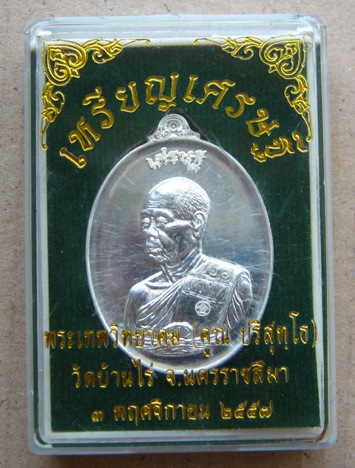 เหรียญเศรษฐี
เศรษฐี
๒๐
พระเทพวิทยาคม (คูณ ปริสุทฺโธ)
วัดบ้านไร่ จ.นครราชสีมา
๓ พฤศจิกายน ๒๕๕๗